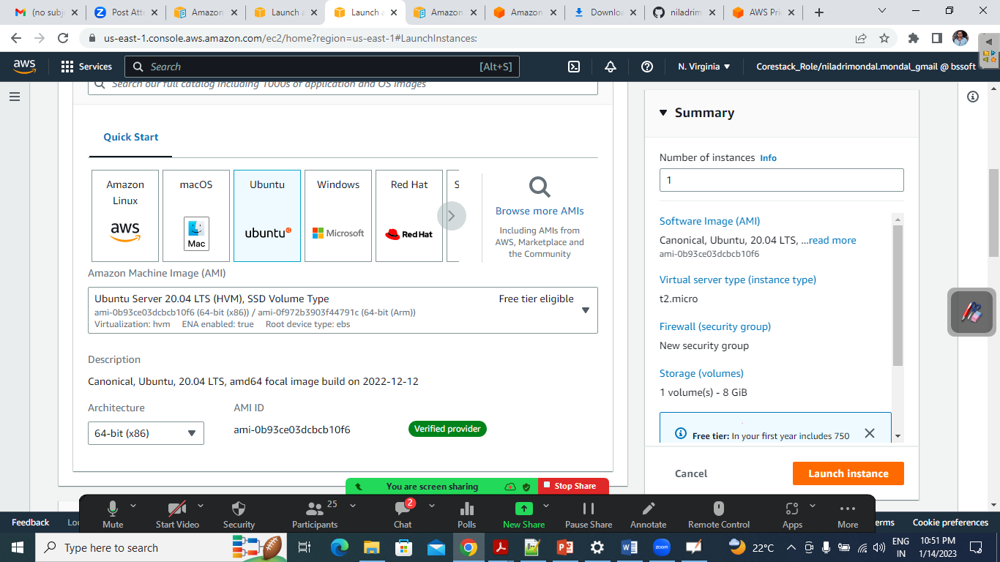 (no subje
Post Atte
Amazon
Launch a
Launch a
Amazon
Amazon
Downloa
niladrim
AWS Pri
us-east-1.console.aws.amazon.com/ec2/home?region=us-east-1#LaunchInstances:
aws
Services
Search
[Alt+S]
N. Virginia
Corestack_Role/niladrimondal.mondal_gmail @ bssoft
Search our full catalog including 1000s of application and OS images
Quick Start
Amazon
Linux
aws
macOS
Mac
Ubuntu
ubuntu
Windows
Microsoft
Red Hat
Red Hat
S
Browse more AMIs
Including AMIs from
AWS, Marketplace and
the Community
Amazon Machine Image (AMI)
Ubuntu Server 20.04 LTS (HVM), SSD Volume Type
Free tier eligible
ami-0b93ce03dcbcb10f6 (64-bit (x86)) / ami-0f972b3903f44791c (64-bit (Arm))
Virtualization: hvm ENA enabled: true Root device type: ebs
Description
Canonical, Ubuntu, 20.04 LTS, amd64 focal image build on 2022-12-12
Architecture
AMI ID
64-bit (x86)
ami-0b93ce03dcbcb10f6
Verified provider
Summary
Number of instances Info
1
Software Image (AMI)
Canonical, Ubuntu, 20.04 LTS, ...read more
ami-0b93ce03dcbcb10f6
Virtual server type (instance type)
t2.micro
Firewall (security group)
New security group
Storage (volumes)
1 volume(s) - 8 GiB
Free tier: In your first year includes 750
Cancel
Launch instance
You are screen sharing
Stop Share
Mute
Start Video
Security
25
Participants
2
Chat
Polls
New Share
Pause Share
Annotate
Remote Control
Apps
More
Feedback
Lo
erms
Cookie preferences
Type here to search
zoom
22°C
ENG
IN
10:51 PM
1/14/2023